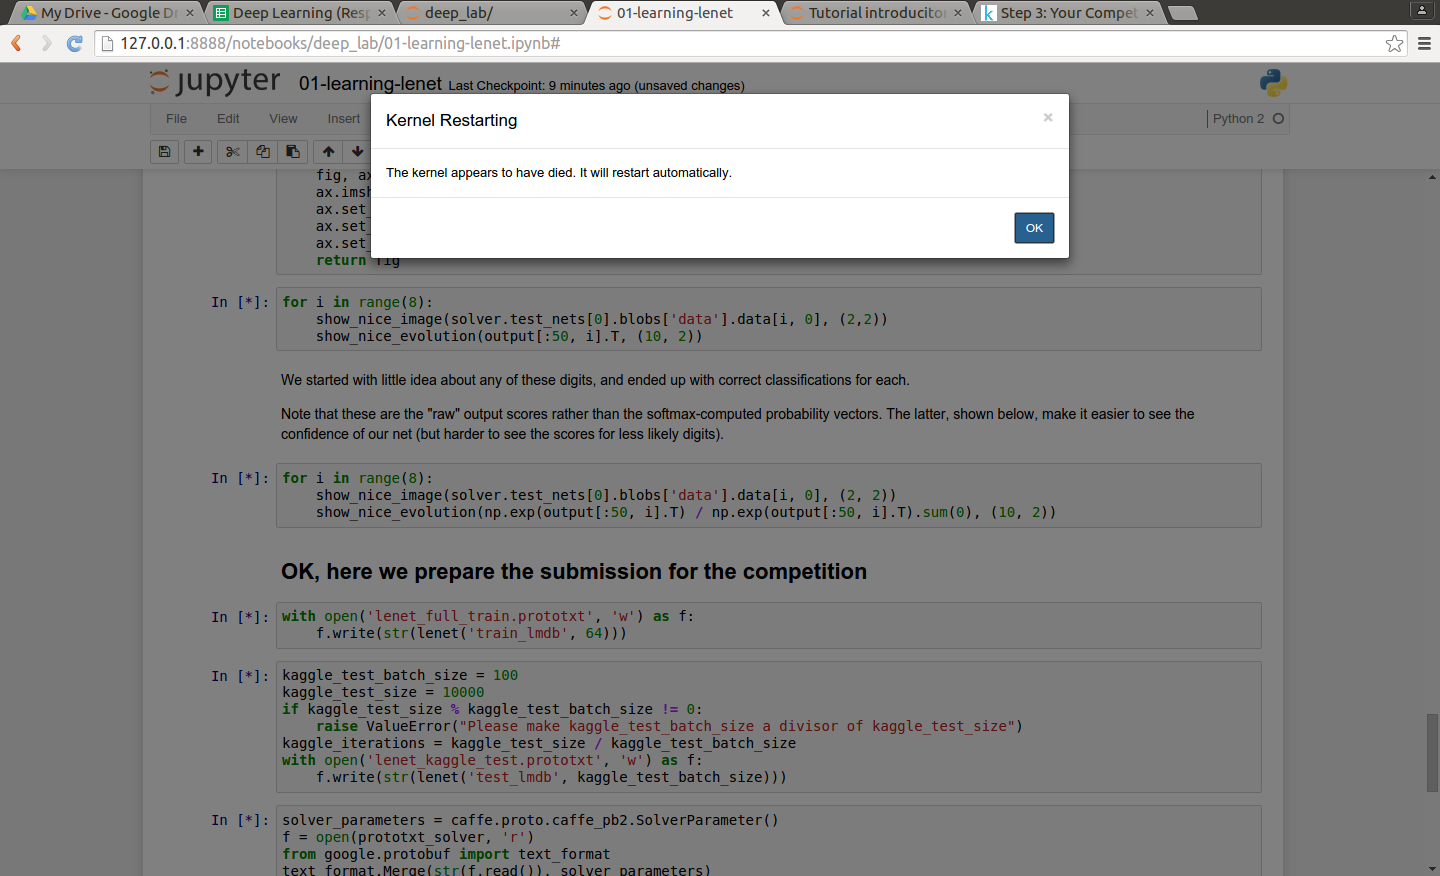 My Drive - Google Dr
Deep Learning (Resp
deep_lab/
01-learning-lenet
Tutorial introducitor
Step 3: Your Compet
127.0.0.1:8888/notebooks/deep_lab/01-learning-lenet.ipynb#
jupyter 01-learning-lenet Last Checkpoint: 9 minutes ago (unsaved changes)
File Edit View Insert
Python 2
Kernel Restarting
×
The kernel appears to have died. It will restart automatically.
OK
fig, ax
ax.imsh
ax.set_
ax.set_
ax.set_
return fig
In [*]: for i in range(8):
show_nice_image(solver.test_nets[0].blobs['data'].data[i, 0], (2,2))
show_nice_evolution(output[:50, i].T, (10, 2))
We started with little idea about any of these digits, and ended up with correct classifications for each.
Note that these are the "raw" output scores rather than the softmax-computed probability vectors. The latter, shown below, make it easier to see the
confidence of our net (but harder to see the scores for less likely digits).
In [*]: for i in range(8):
show_nice_image(solver.test_nets[0].blobs['data'].data[i, 0], (2, 2))
show_nice_evolution(np.exp(output[:50, i].T) / np.exp(output[:50, i].T).sum(0), (10, 2))
OK, here we prepare the submission for the competition
In [*]: with open('lenet_full_train.prototxt', 'w') as f:
f.write(str(lenet('train_lmdb', 64)))
In [*]: kaggle_test_batch_size = 100
kaggle_test_size = 10000
if kaggle_test_size % kaggle_test_batch_size != 0:
raise ValueError("Please make kaggle_test_batch_size a divisor of kaggle_test_size")
kaggle_iterations = kaggle_test_size / kaggle_test_batch_size
with open('lenet_kaggle_test.prototxt', 'w') as f:
f.write(str(lenet('test_lmdb', kaggle_test_batch_size)))
In [*]: solver_parameters = caffe.proto.caffe_pb2.SolverParameter()
f = open(prototxt_solver, 'r')
from google.protobuf import text_format
text_format.Merge(str(f.read()), solver_parameters)